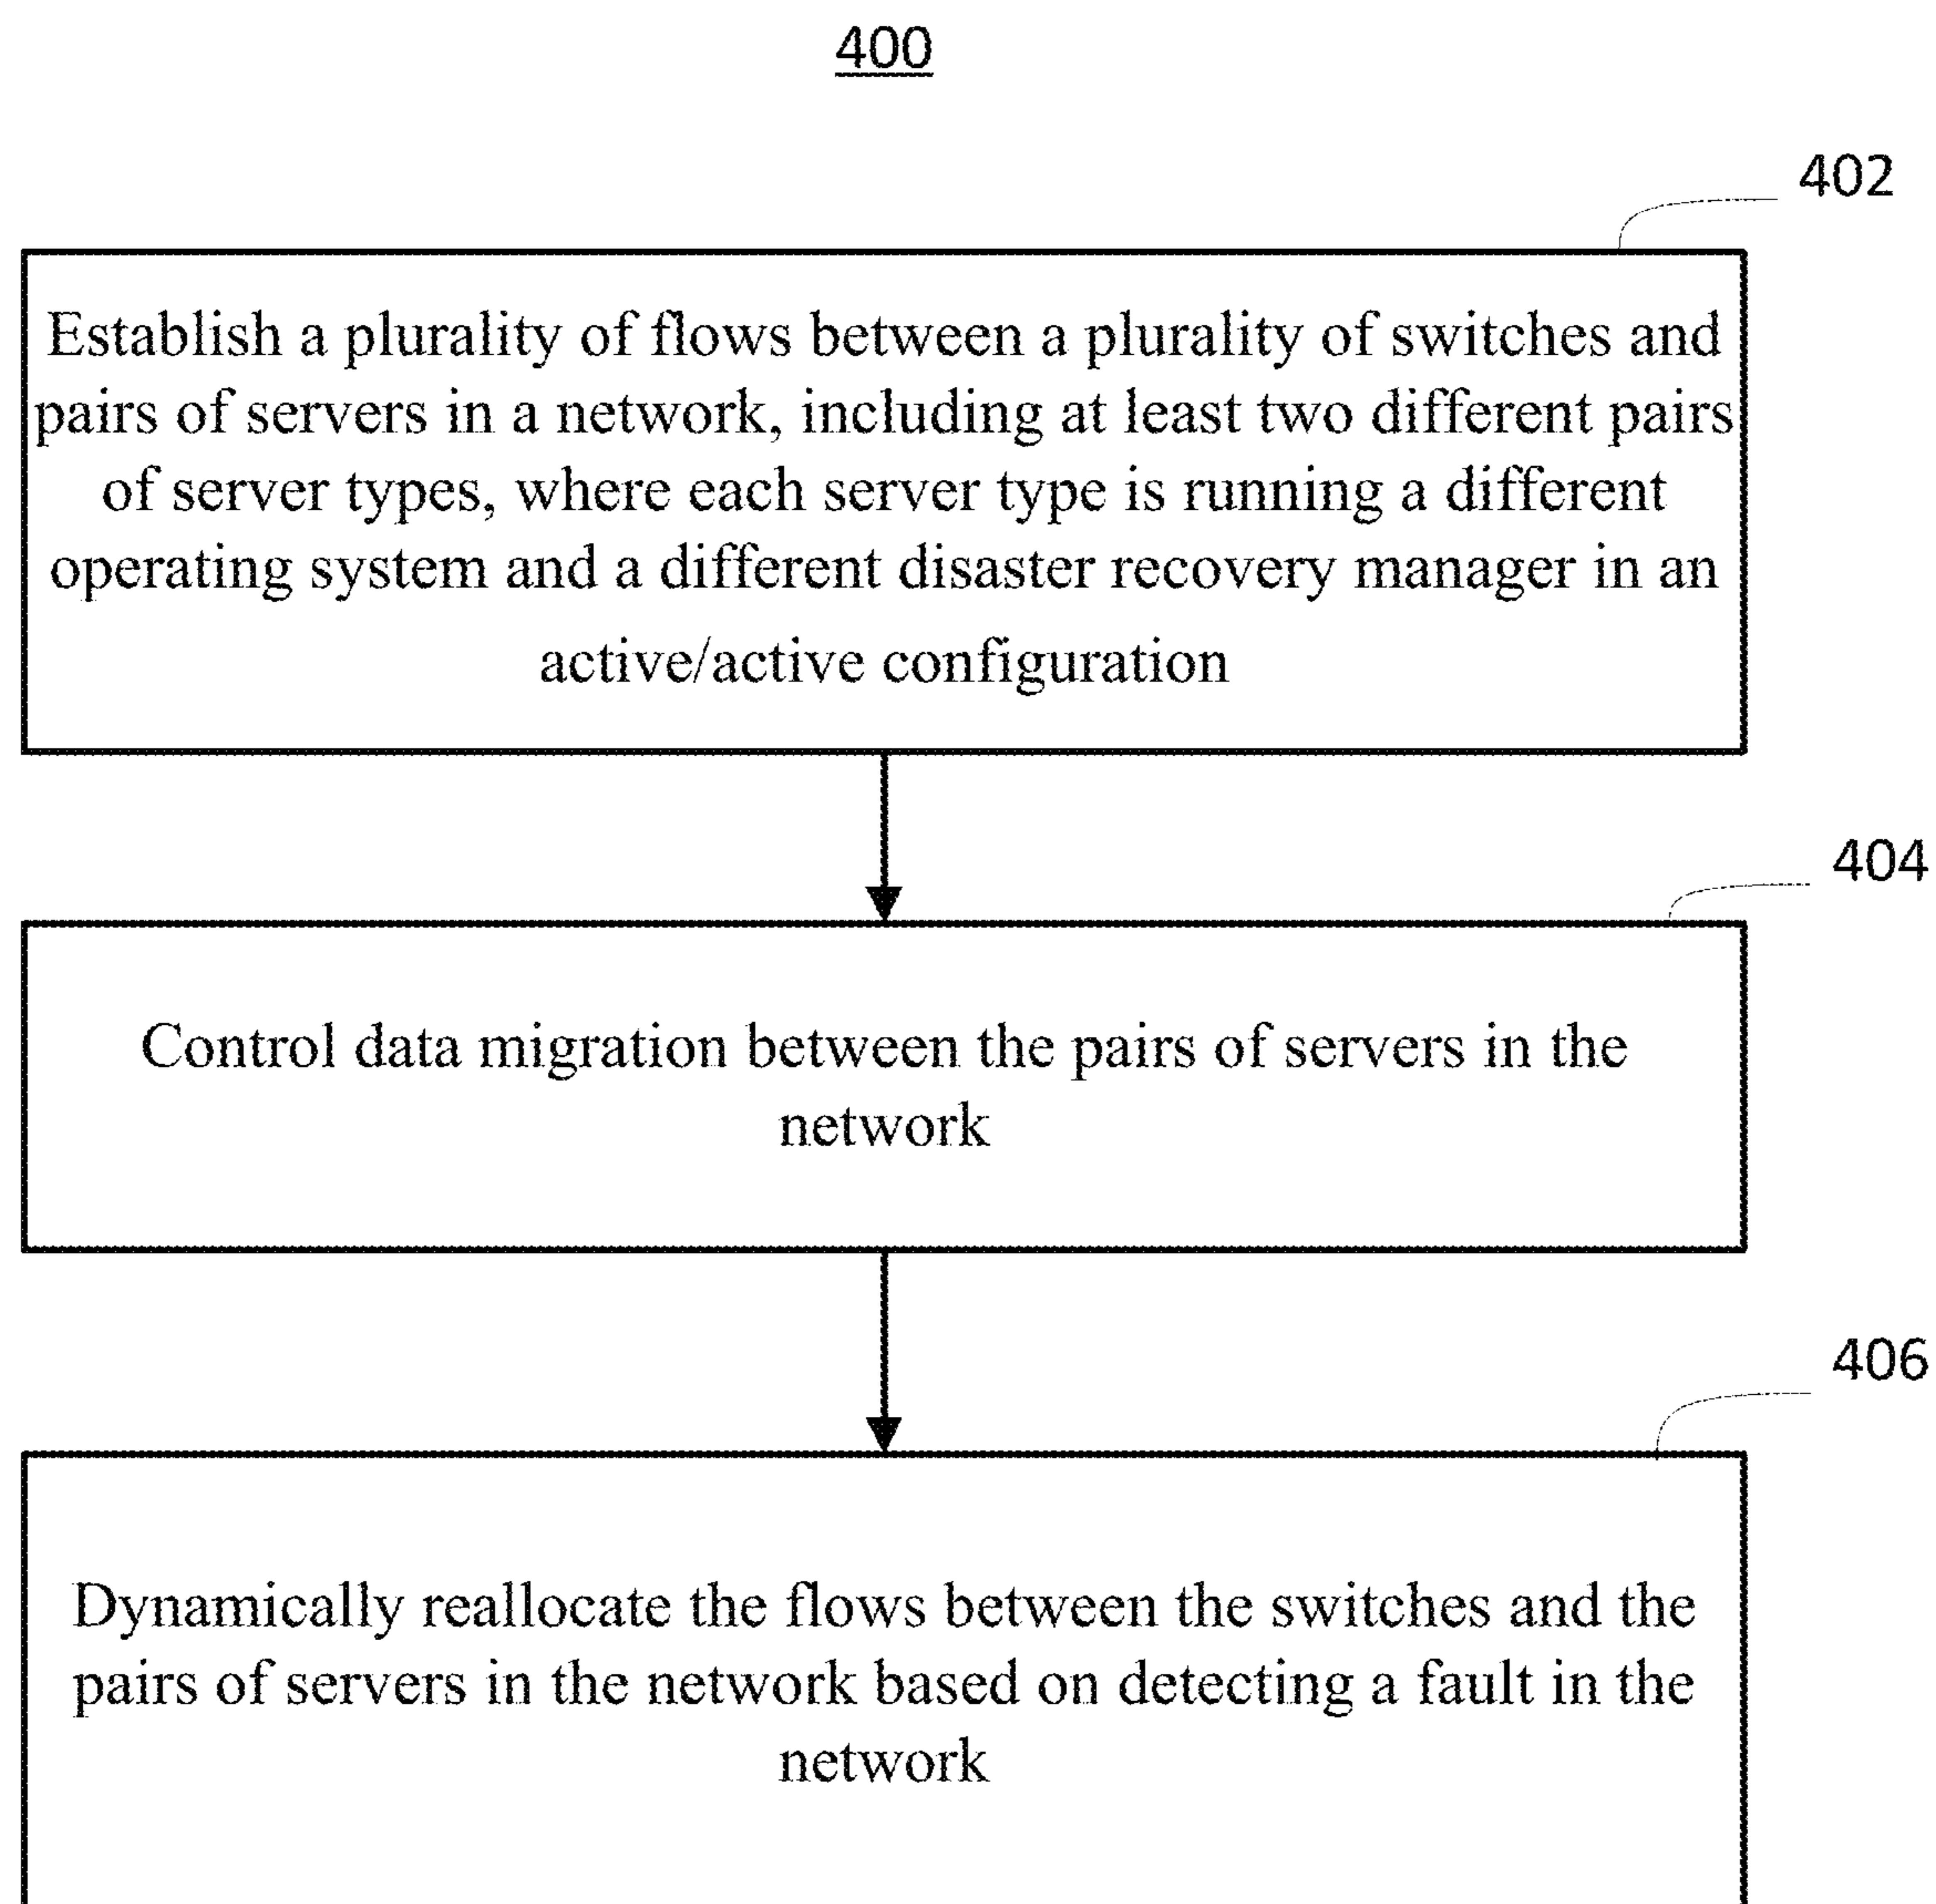 400
402
Establish a plurality of flows between a plurality of switches and
pairs of servers in a network, including at least two different pairs
of server types, where each server type is running a different
operating system and a different disaster recovery manager in an
active/active configuration
404
Control data migration between the pairs of servers in the
network
406
Dynamically reallocate the flows between the switches and the
pairs of servers in the network based on detecting a fault in the
network